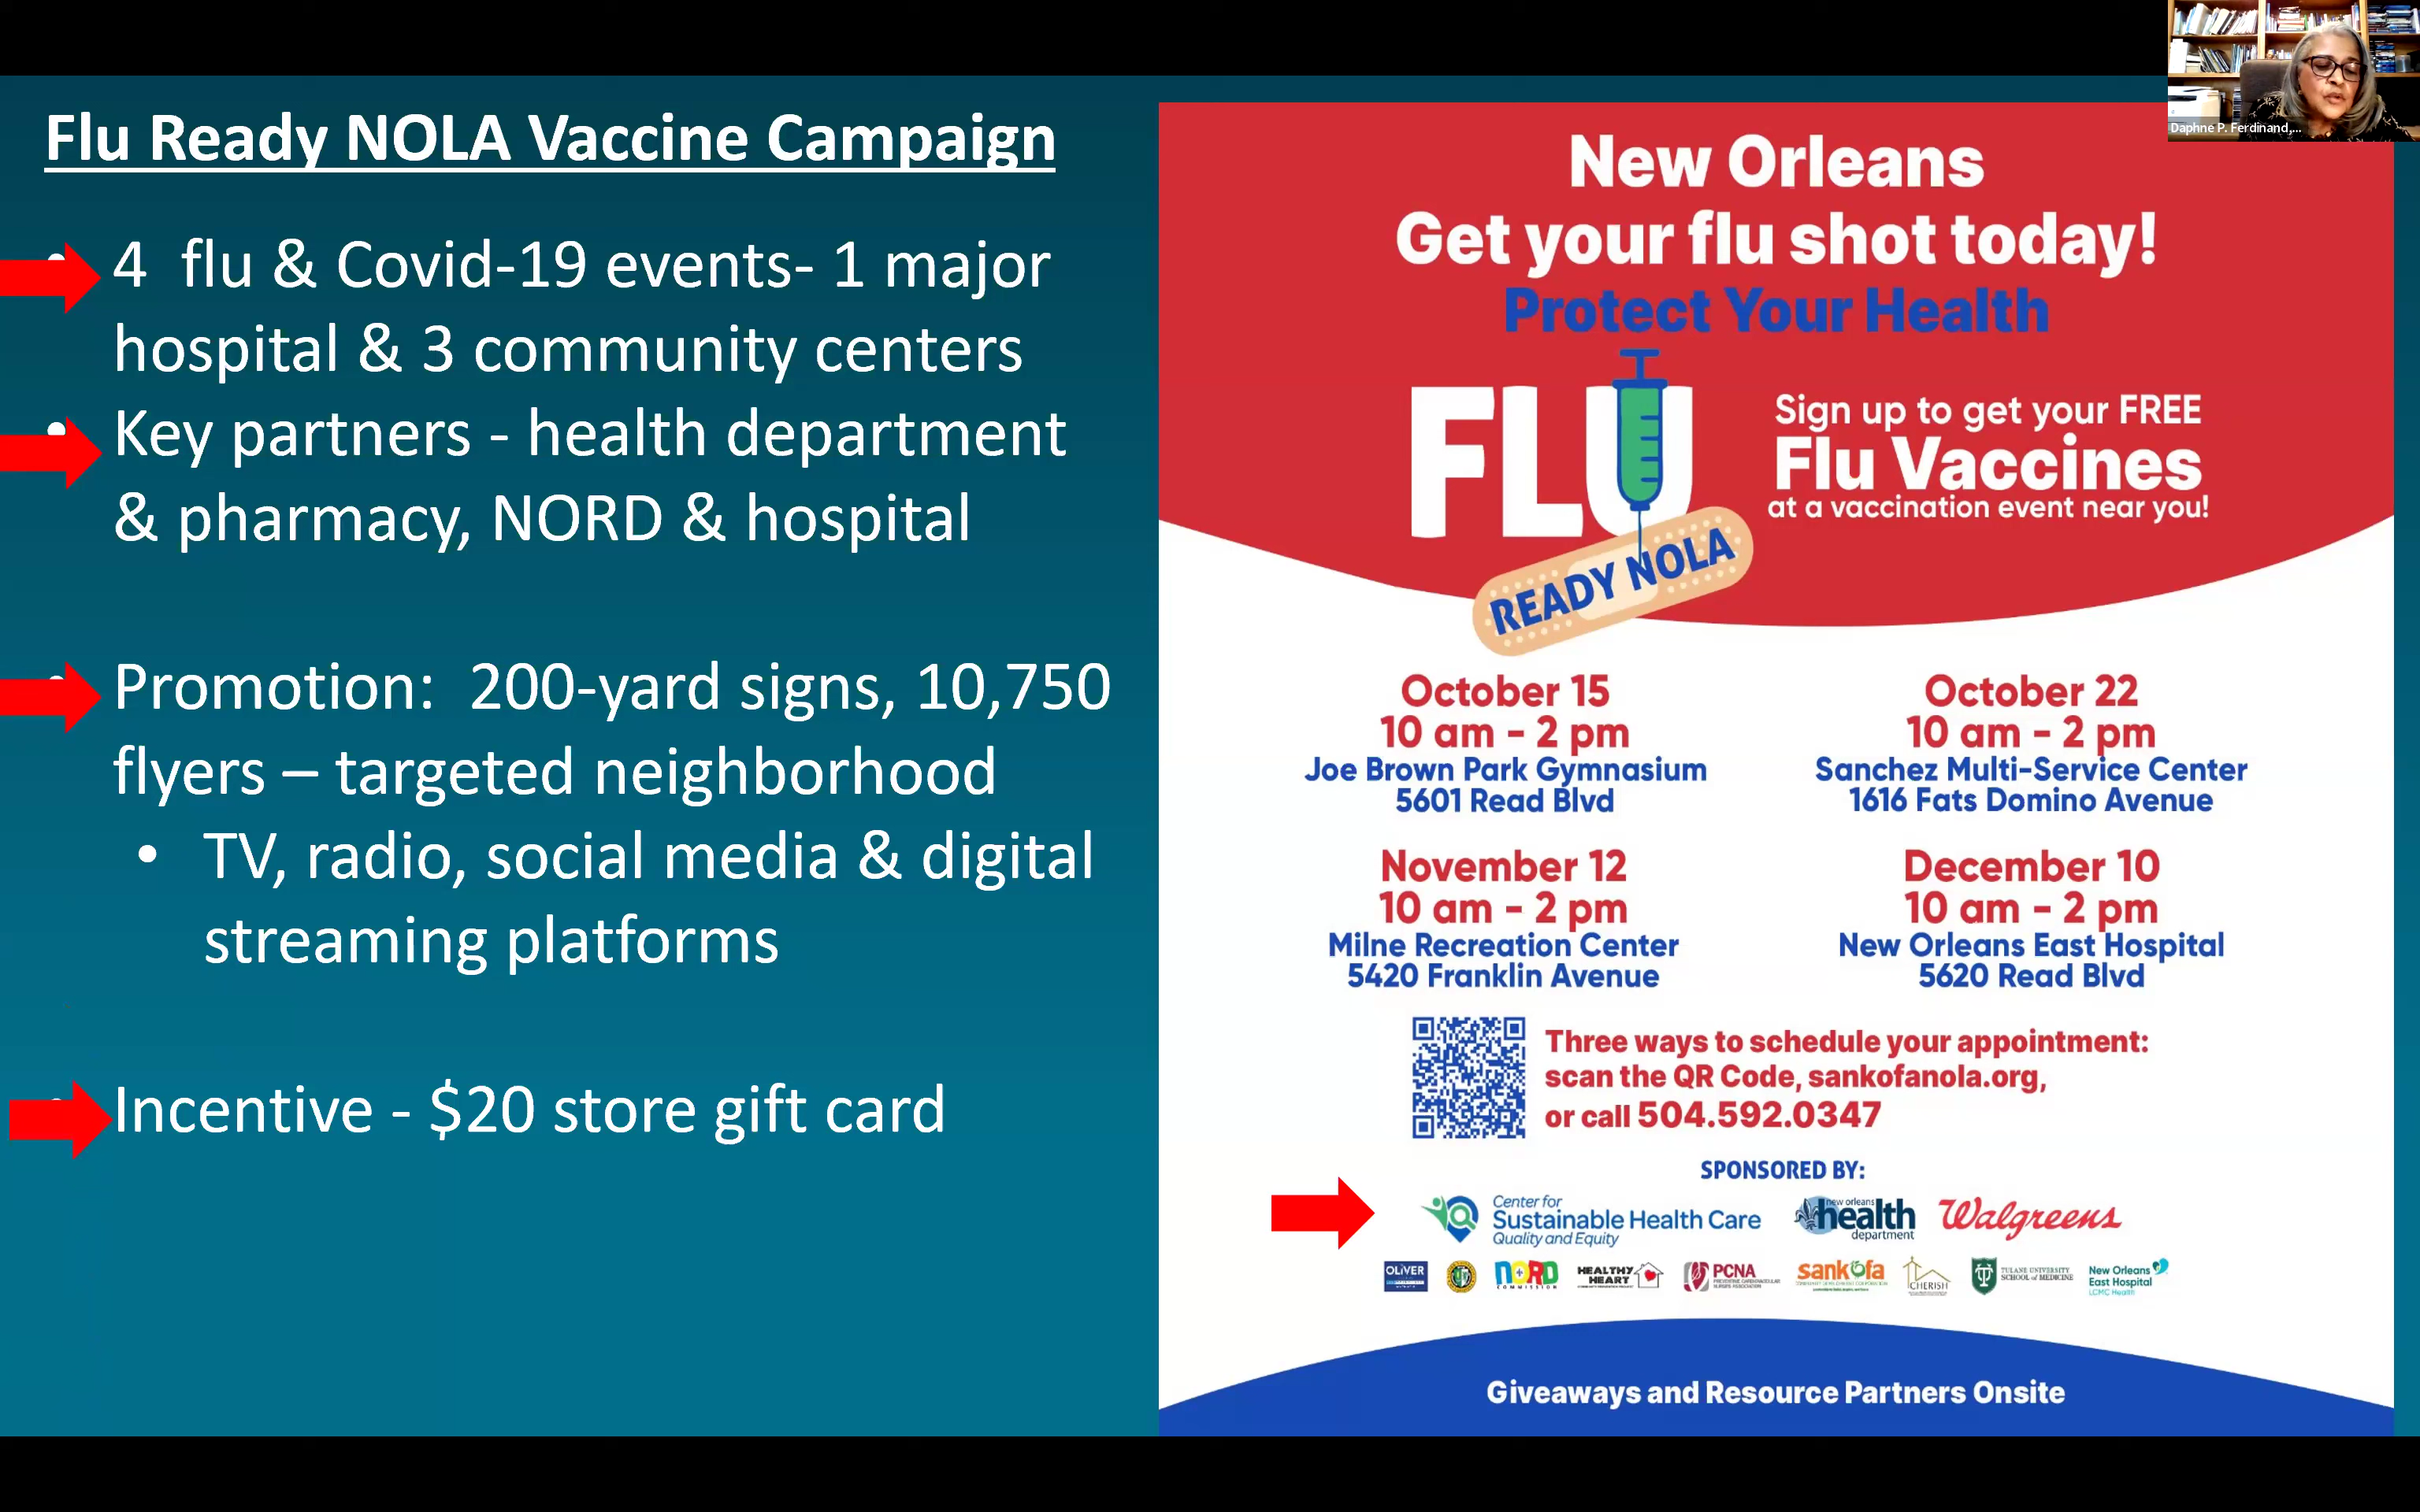 Daphne P. Ferdinand,...
Flu Ready NOLA Vaccine Campaign
• 4 flu & Covid-19 events- 1 major
hospital & 3 community centers
• Key partners - health department
& pharmacy, NORD & hospital
• Promotion: 200-yard signs, 10,750
flyers – targeted neighborhood
• TV, radio, social media & digital
streaming platforms
• Incentive - $20 store gift card
New Orleans
Get your flu shot today!
Protect Your Health
FLU
READY NOLA
Sign up to get your FREE
Flu Vaccines
at a vaccination event near you!
October 15
10 am - 2 pm
Joe Brown Park Gymnasium
5601 Read Blvd
October 22
10 am - 2 pm
Sanchez Multi-Service Center
1616 Fats Domino Avenue
November 12
10 am - 2 pm
Milne Recreation Center
5420 Franklin Avenue
December 10
10 am - 2 pm
New Orleans East Hospital
5620 Read Blvd
Three ways to schedule your appointment:
scan the QR Code, sankofanola.org,
or call 504.592.0347
SPONSORED BY:
Center for
Sustainable Health Care
Quality and Equity
new orleans
health
department
Walgreens
OLIVER
NORD
COMMISSION
HEALTHY
HEART
PCNA
PREVENTIVE CARDIOVASCULAR
NURSES ASSOCIATION
sankofa
CHERISH
TULANE UNIVERSITY
SCHOOL of MEDICINE
New Orleans
East Hospital
LCMC Health
Giveaways and Resource Partners Onsite